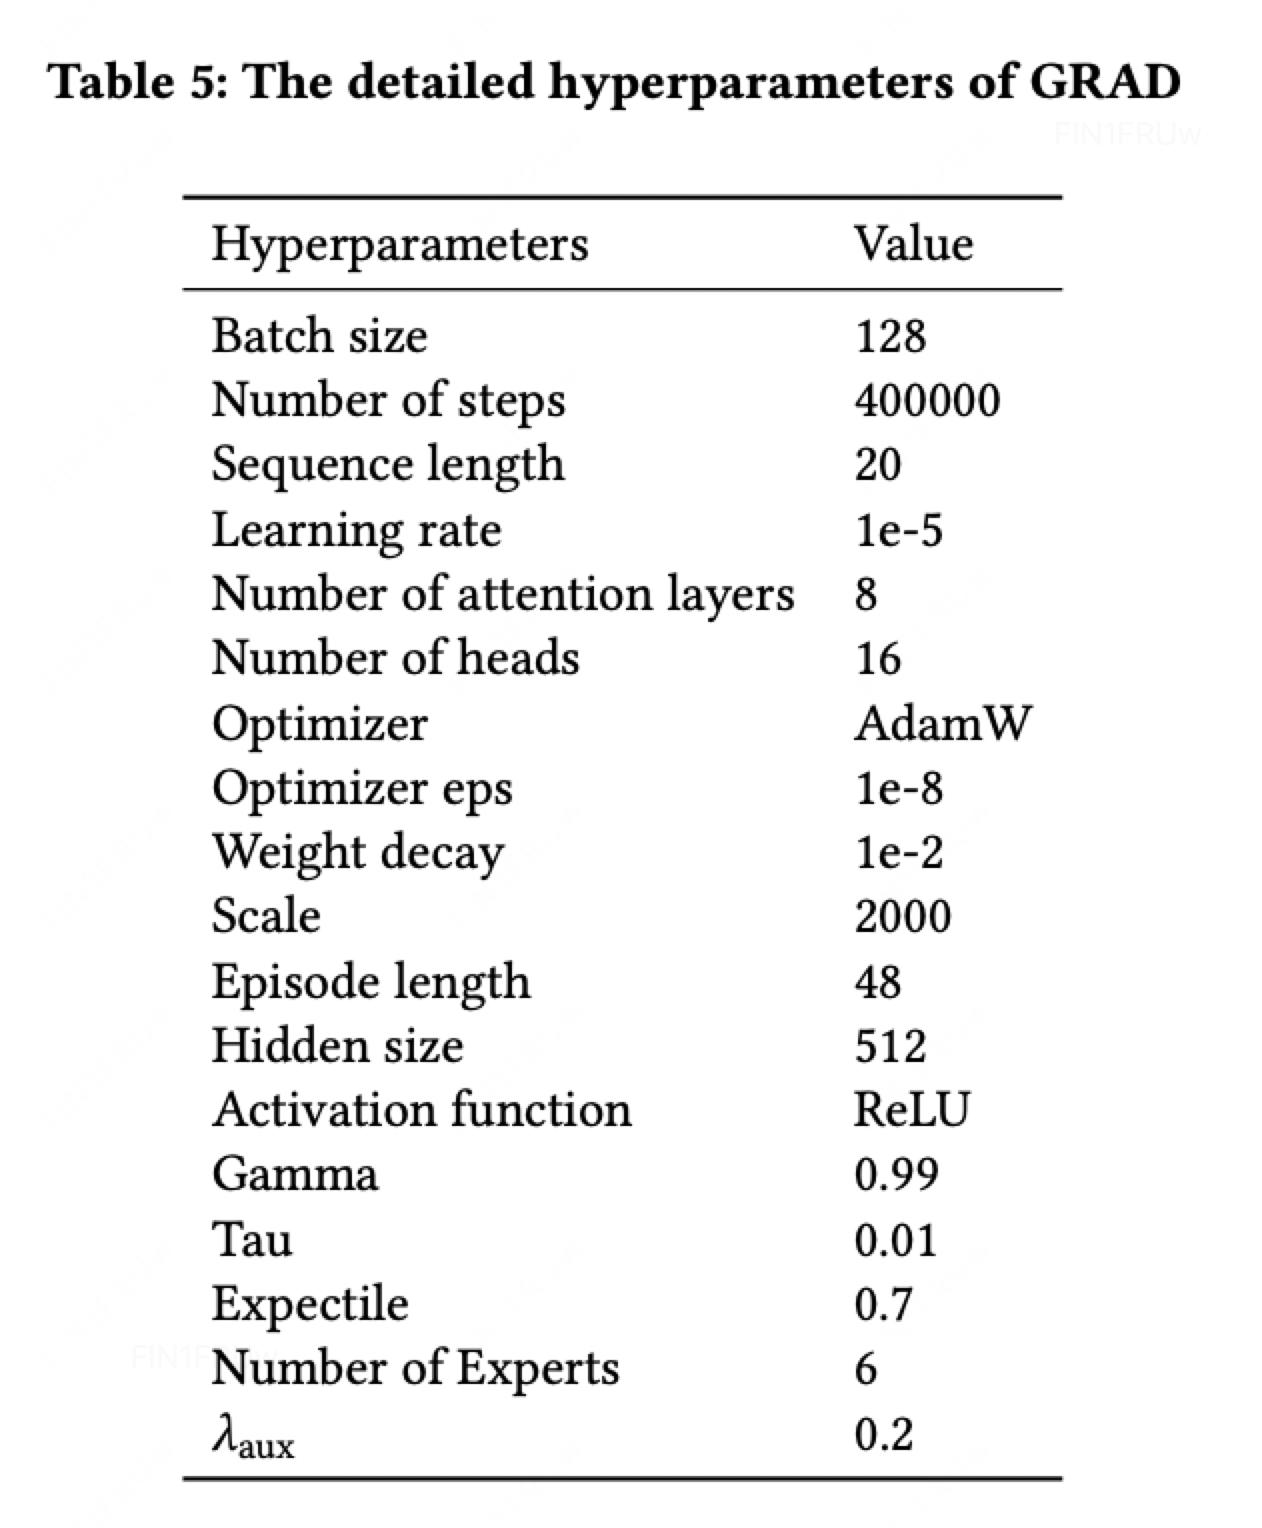 Table 5: The detailed hyperparameters of GRAD
FIN1FRUw
Hyperparameters Value
Batch size 128
Number of steps 400000
Sequence length 20
Learning rate 1e-5
Number of attention layers 8
Number of heads 16
Optimizer AdamW
Optimizer eps 1e-8
Weight decay 1e-2
Scale 2000
Episode length 48
Hidden size 512
Activation function ReLU
Gamma 0.99
Tau 0.01
Expectile 0.7
Number of Experts 6
λaux 0.2